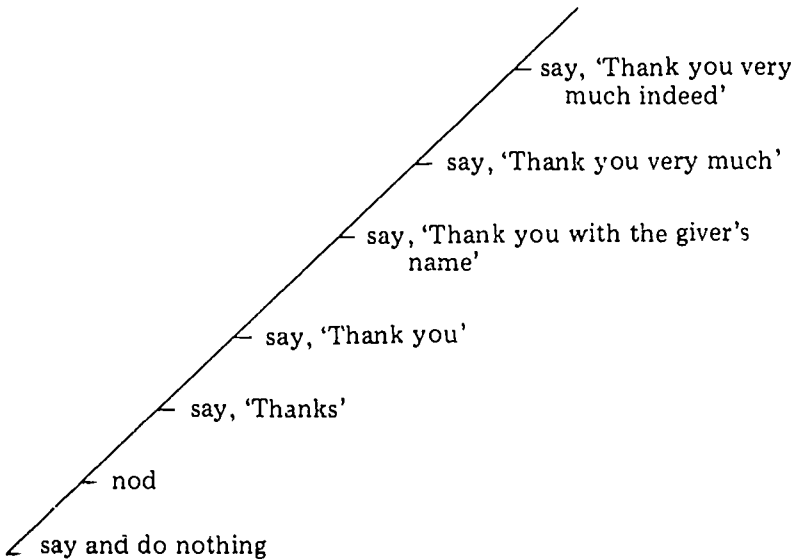 say, ‘Thank you very
much indeed’
say, ‘Thank you very much’
say, ‘Thank you with the giver's
name’
say, ‘Thank you’
say, ‘Thanks’
nod
say and do nothing